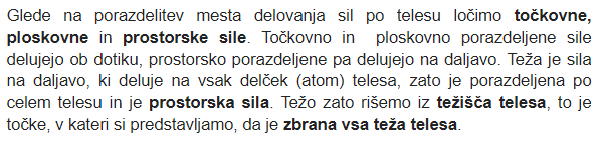 Glede na porazdelitev mesta delovanja sil po telesu ločimo točkovne,
ploskovne in prostorske sile. Točkovno in ploskovno porazdeljene sile
delujejo ob dotiku, prostorsko porazdeljene pa delujejo na daljavo. Teža je sila
na daljavo, ki deluje na vsak delček (atom) telesa, zato je porazdeljena po
celem telesu in je prostorska sila. Težo zato rišemo iz težišča telesa, to je
točke, v kateri si predstavljamo, da je zbrana vsa teža telesa.